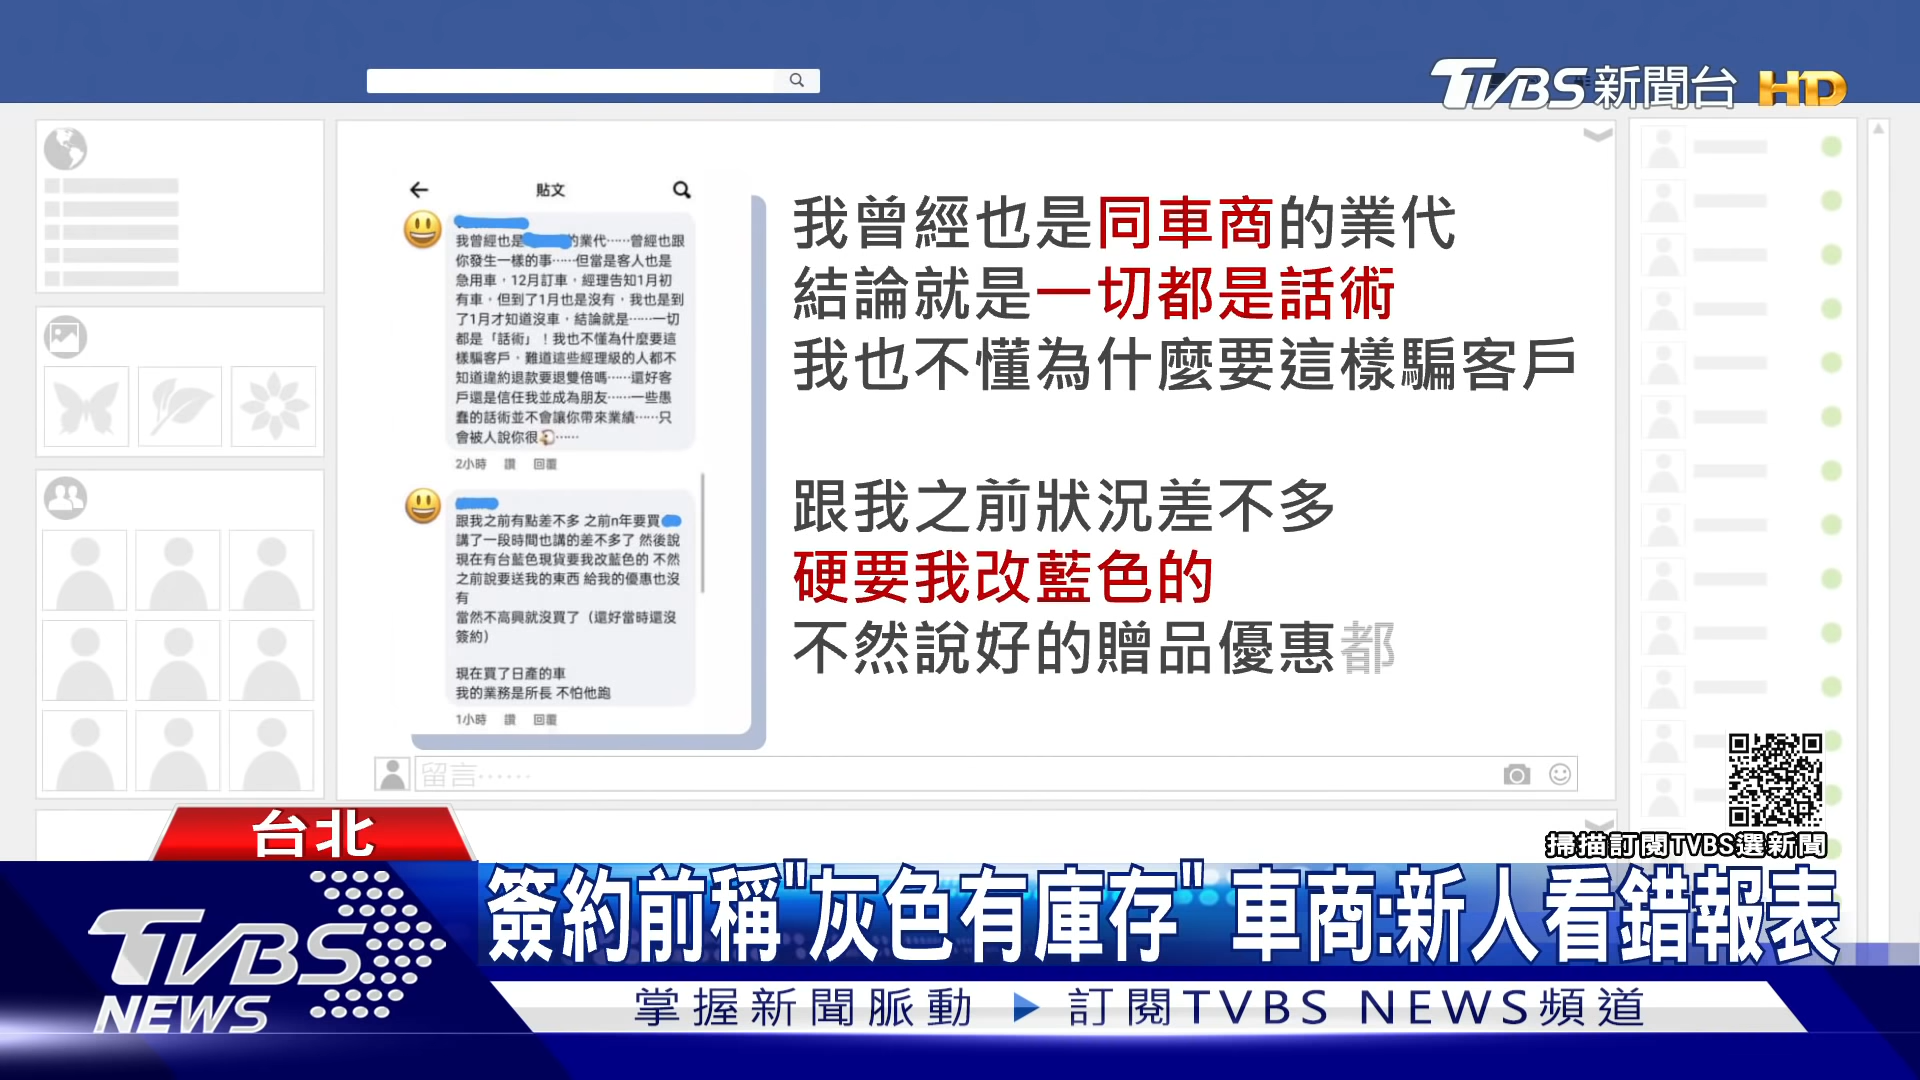 TVBS新聞台 HD
貼文
我曾經也是 的業代……曾經也跟
你發生一樣的事……但當是客人也是
急用車，12月訂車，經理告知1月初
有車，但到了1月也是沒有，我也是到
了1月才知道沒車，結論就是……一切
都是「話術」！我也不懂為什麼要這
樣騙客戶，難道這些經理級的人都不
知道違約退款要退雙倍嗎……還好客
戶還是信任我並成為朋友……一些愚
蠢的話術並不會讓你帶來業績……只
會被人說你很……
2小時 讚 回覆
跟我之前有點差不多 之前n年要買
講了一段時間也講的差不多了 然後說
現在有台藍色現貨要我改藍色的 不然
之前說要送我的東西 給我的優惠也沒
有
當然不高興就沒買了（還好當時還沒
簽約）
現在買了日產的車
我的業務是所長 不怕他跑
1小時 讚 回覆
我曾經也是同車商的業代
結論就是一切都是話術
我也不懂為什麼要這樣騙客戶
跟我之前狀況差不多
硬要我改藍色的
不然說好的贈品優惠都
留言……
掃描訂閱TVBS選新聞
台北
簽約前稱"灰色有庫存" 車商:新人看錯報表
TVBS NEWS
掌握新聞脈動 ▶ 訂閱TVBS NEWS頻道